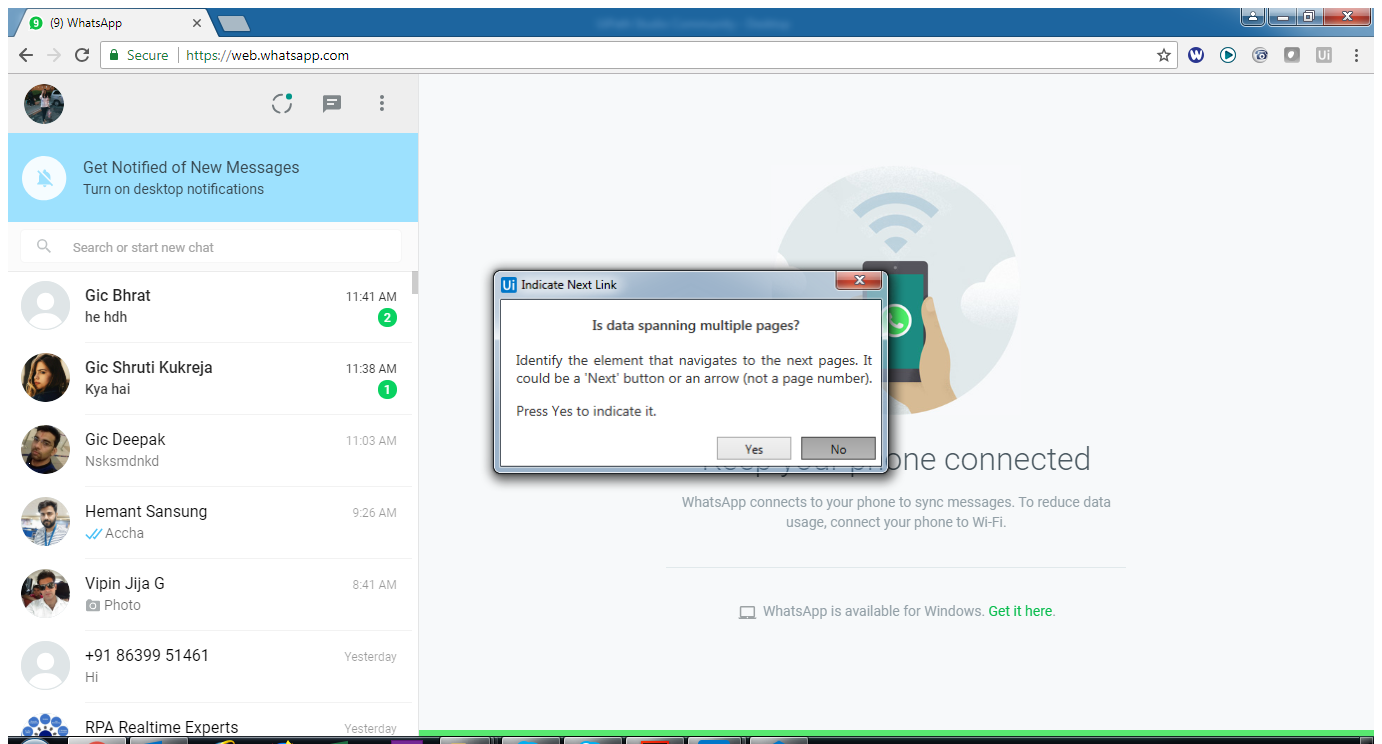 9 (9) WhatsApp
Secure https://web.whatsapp.com
W Ui
Get Notified of New Messages
Turn on desktop notifications
Search or start new chat
Gic Bhrat 11:41 AM
he hdh 2
Gic Shruti Kukreja 11:38 AM
Kya hai 1
Gic Deepak 11:03 AM
Nsksmdnkd
Hemant Sansung 9:26 AM
Accha
Vipin Jija G 8:41 AM
Photo
+91 86399 51461 Yesterday
Hi
RPA Realtime Experts Yesterday
Ui Indicate Next Link
Is data spanning multiple pages?
Identify the element that navigates to the next pages. It
could be a 'Next' button or an arrow (not a page number).
Press Yes to indicate it.
Yes No
Keep your phone connected
WhatsApp connects to your phone to sync messages. To reduce data
usage, connect your phone to Wi-Fi.
WhatsApp is available for Windows. Get it here.